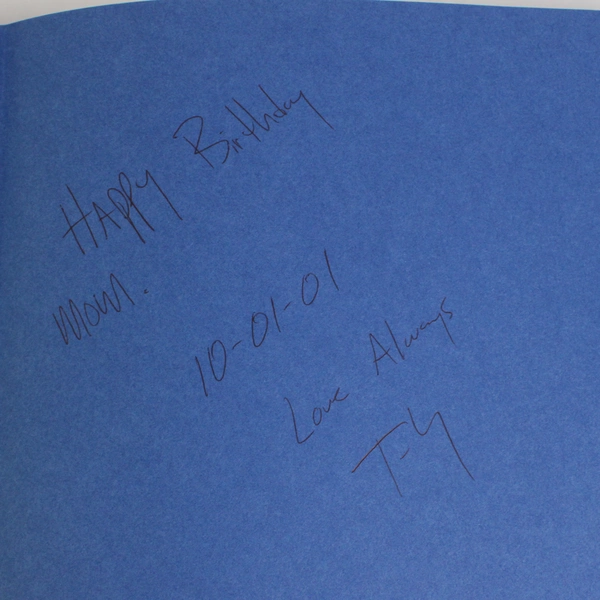 Happy Birthday
Mom.
10-01-01
Love Always